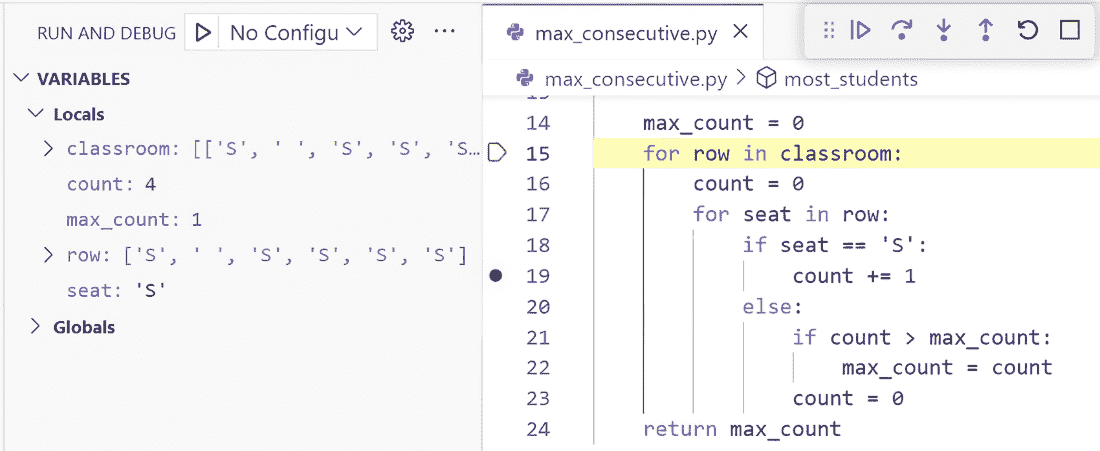 RUN AND DEBUG No Configu
VARIABLES
Locals
classroom: [['S', ' ', 'S', 'S', 'S...
count: 4
max_count: 1
row: ['S', ' ', 'S', 'S', 'S', 'S']
seat: 'S'
Globals
max_consecutive.py
max_consecutive.py > most_students
14 max_count = 0
15 for row in classroom:
16 count = 0
17 for seat in row:
18 if seat == 'S':
19 count += 1
20 else:
21 if count > max_count:
22 max_count = count
23 count = 0
24 return max_count